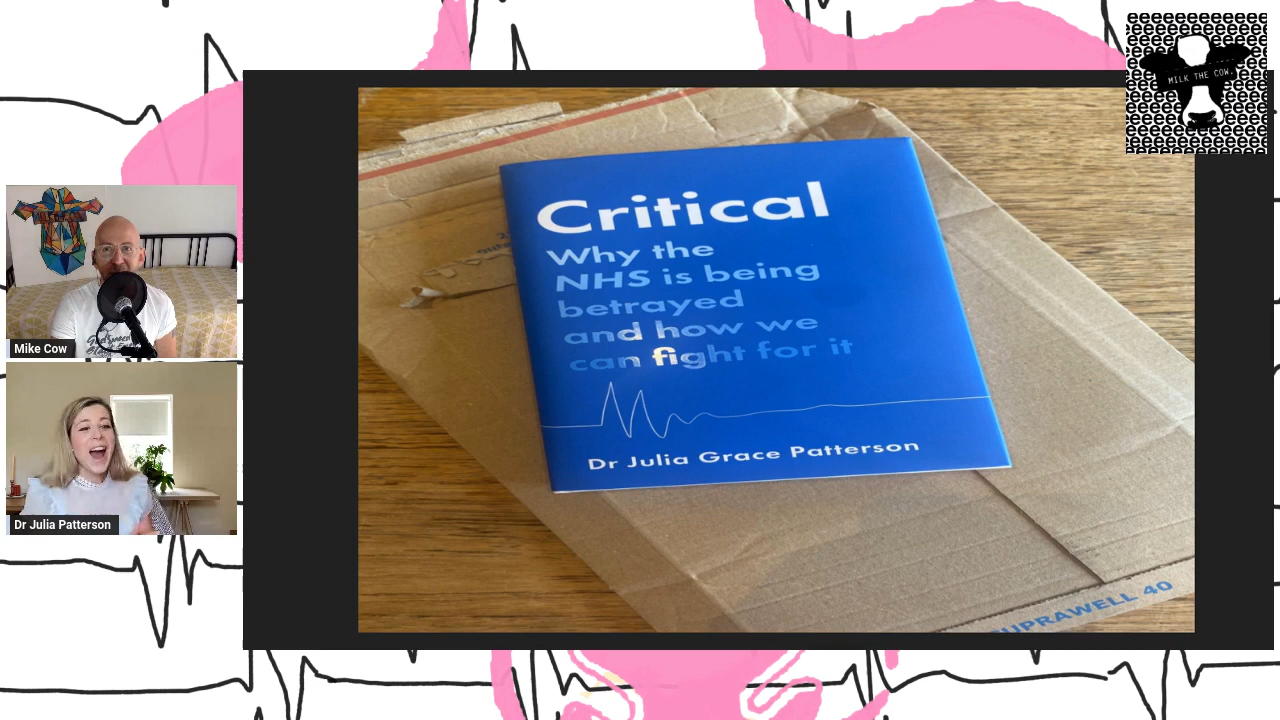 MILK THE COW.
Mike Cow
Dr Julia Patterson
Critical
Why the
NHS is being
betrayed
and how we
can fight for it
Dr Julia Grace Patterson
SUPRAWELL 40